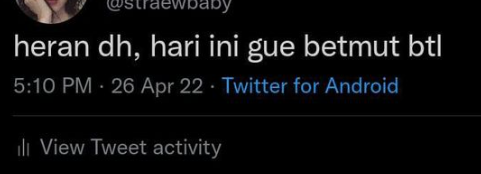 @straewbaby
heran dh, hari ini gue betmut btl
5:10 PM · 26 Apr 22 · Twitter for Android
View Tweet activity